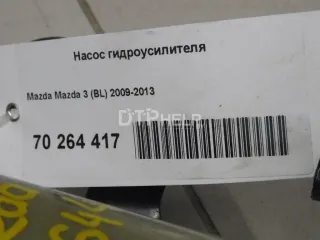 Насос гидроусилителя
Mazda Mazda 3 (BL) 2009-2013
DTPHELP
70 264 417